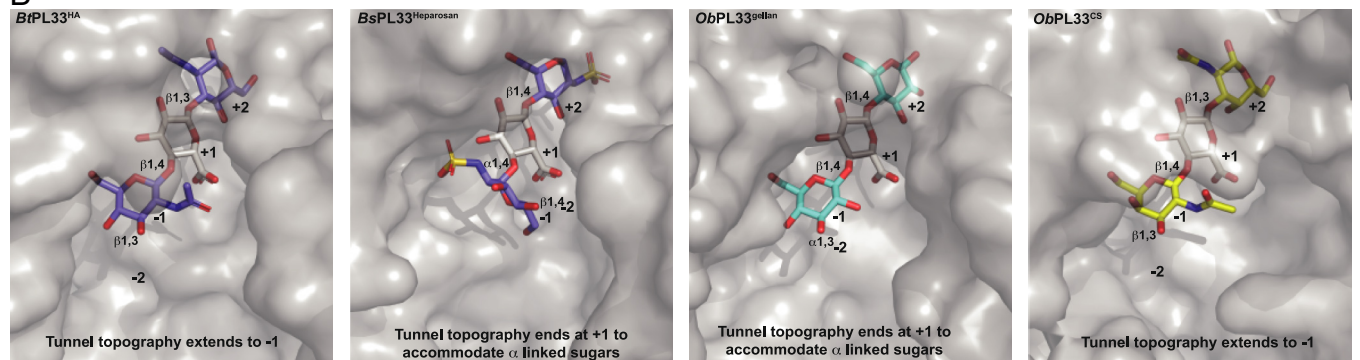 BtPL33HA
β1,3
+2
+1
β1,4
-1
β1,3
-2
Tunnel topography extends to -1
BsPL33Heparosan
β1,4
+2
+1
α1,4
β1,4
-2
-1
Tunnel topography ends at +1 to
accommodate α linked sugars
ObPL33gellan
β1,4
+2
+1
β1,4
-1
α1,3
-2
Tunnel topography ends at +1 to
accommodate α linked sugars
ObPL33CS
β1,3
+2
+1
β1,4
-1
β1,3
-2
Tunnel topography extends to -1